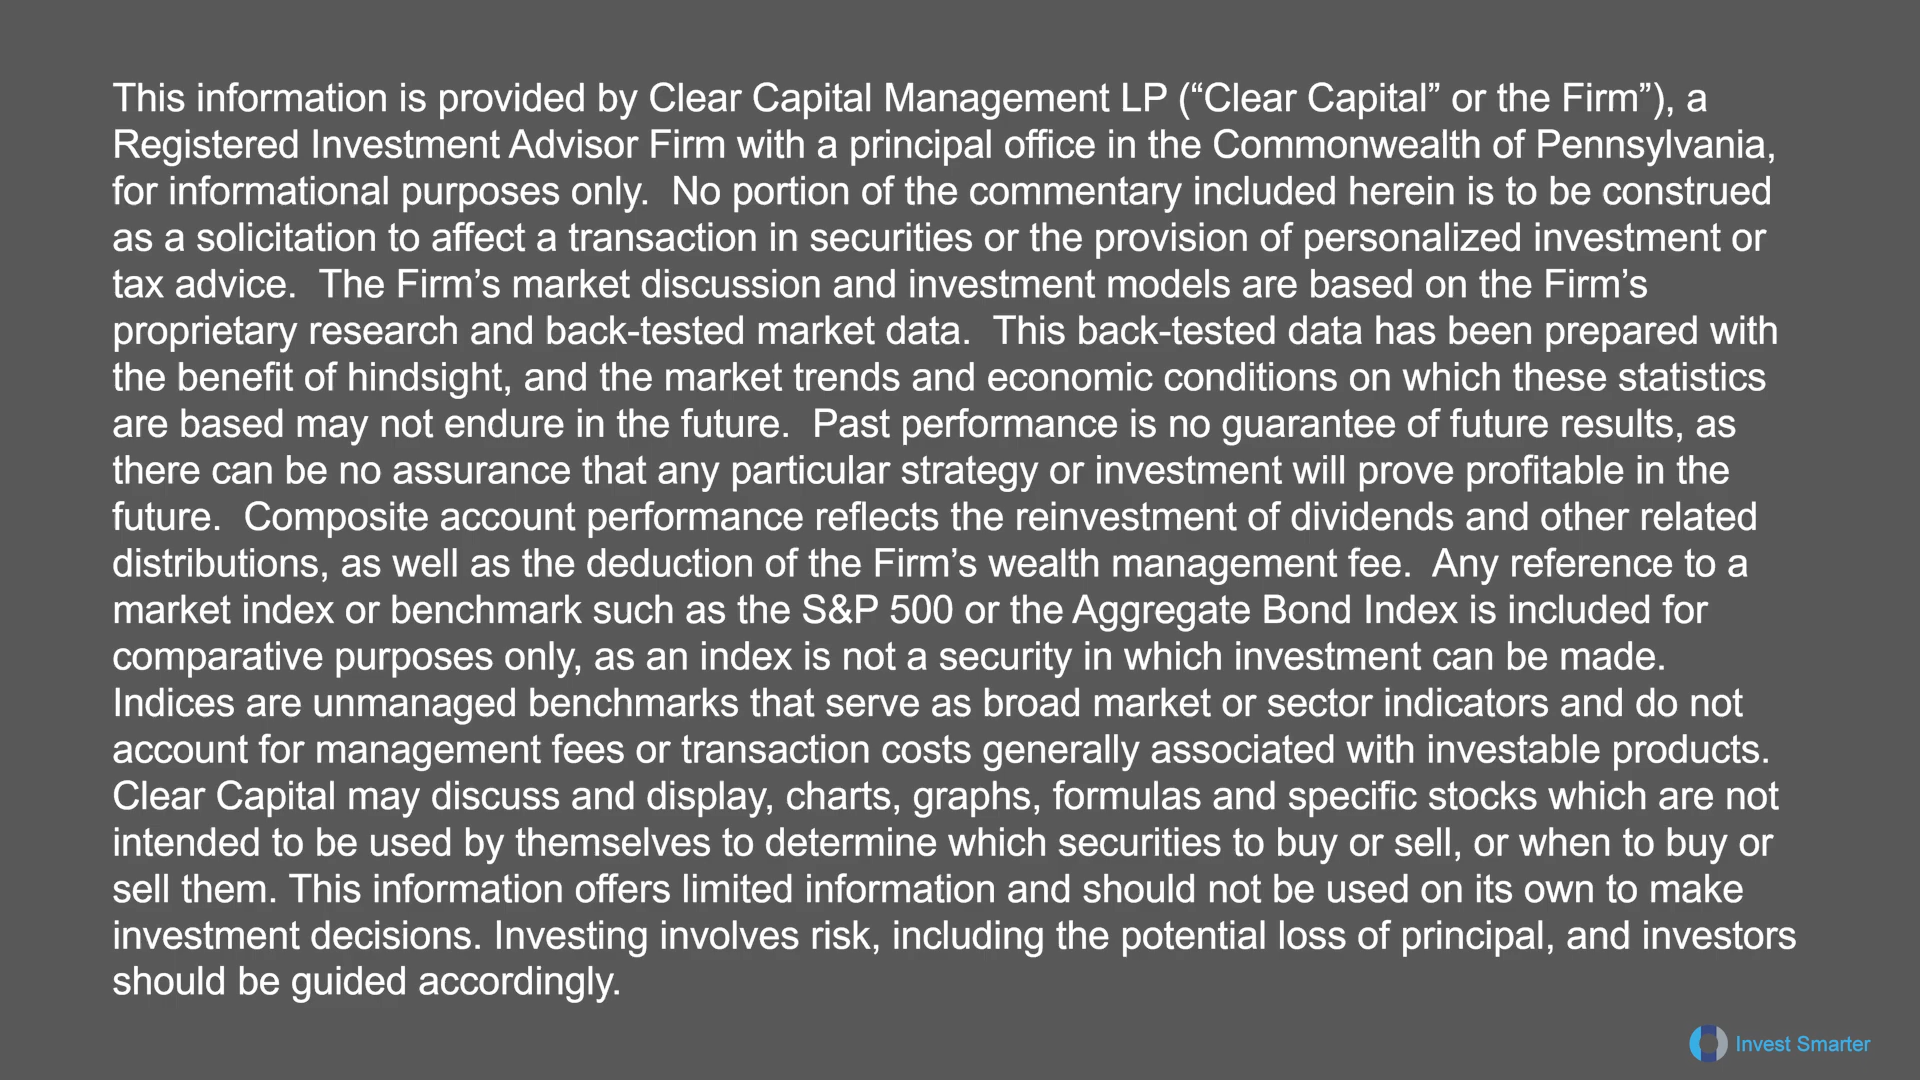 This information is provided by Clear Capital Management LP (“Clear Capital” or the Firm”), a
Registered Investment Advisor Firm with a principal office in the Commonwealth of Pennsylvania,
for informational purposes only.  No portion of the commentary included herein is to be construed
as a solicitation to affect a transaction in securities or the provision of personalized investment or
tax advice.  The Firm’s market discussion and investment models are based on the Firm’s
proprietary research and back-tested market data.  This back-tested data has been prepared with
the benefit of hindsight, and the market trends and economic conditions on which these statistics
are based may not endure in the future.  Past performance is no guarantee of future results, as
there can be no assurance that any particular strategy or investment will prove profitable in the
future.  Composite account performance reflects the reinvestment of dividends and other related
distributions, as well as the deduction of the Firm’s wealth management fee.  Any reference to a
market index or benchmark such as the S&P 500 or the Aggregate Bond Index is included for
comparative purposes only, as an index is not a security in which investment can be made.
Indices are unmanaged benchmarks that serve as broad market or sector indicators and do not
account for management fees or transaction costs generally associated with investable products.
Clear Capital may discuss and display, charts, graphs, formulas and specific stocks which are not
intended to be used by themselves to determine which securities to buy or sell, or when to buy or
sell them. This information offers limited information and should not be used on its own to make
investment decisions. Investing involves risk, including the potential loss of principal, and investors
should be guided accordingly.
Invest Smarter